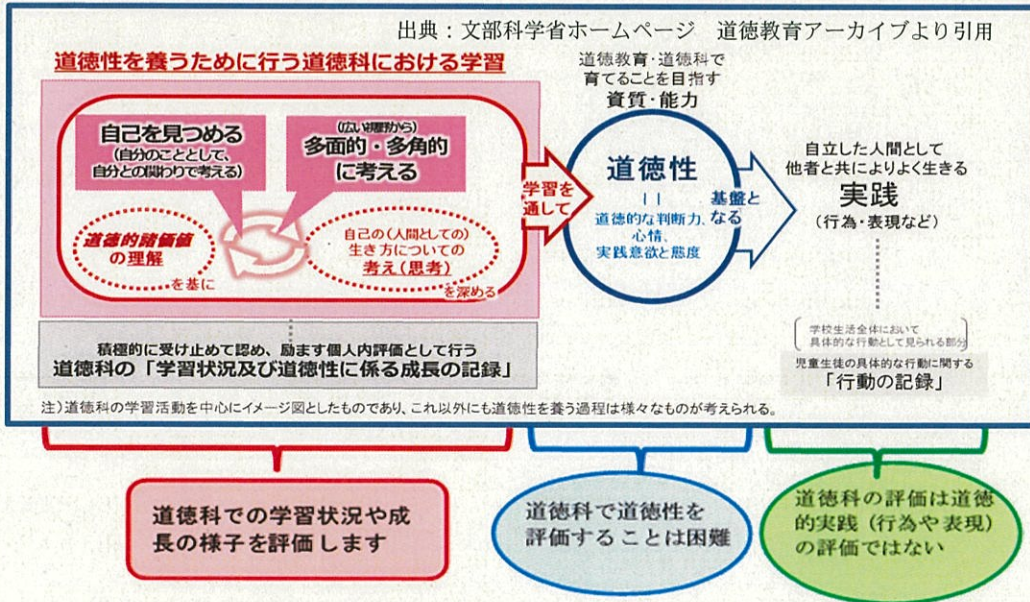 出典：文部科学省ホームページ　道徳教育アーカイブより引用
道徳性を養うために行う道徳科における学習
自己を見つめる
(自分のこととして、
自分との関わりで考える)
(広い視野から)
多面的・多角的
に考える
道徳的諸価値
の理解
を基に
自己の(人間としての)
生き方についての
考え(思考)
を深める
積極的に受け止めて認め、励ます個人内評価として行う
道徳科の「学習状況及び道徳性に係る成長の記録」
学習を
通して
道徳教育・道徳科で
育てることを目指す
資質・能力
道徳性
||
道徳的な判断力、
心情、
実践意欲と態度
基盤と
なる
自立した人間として
他者と共によりよく生きる
実践
(行為・表現など)
学校生活全体において
具体的な行動として見られる部分
児童生徒の具体的な行動に関する
「行動の記録」
注)道徳科の学習活動を中心にイメージ図としたものであり、これ以外にも道徳性を養う過程は様々なものが考えられる。
道徳科での学習状況や成
長の様子を評価します
道徳科で道徳性を
評価することは困難
道徳科の評価は道徳
的実践（行為や表現）
の評価ではない